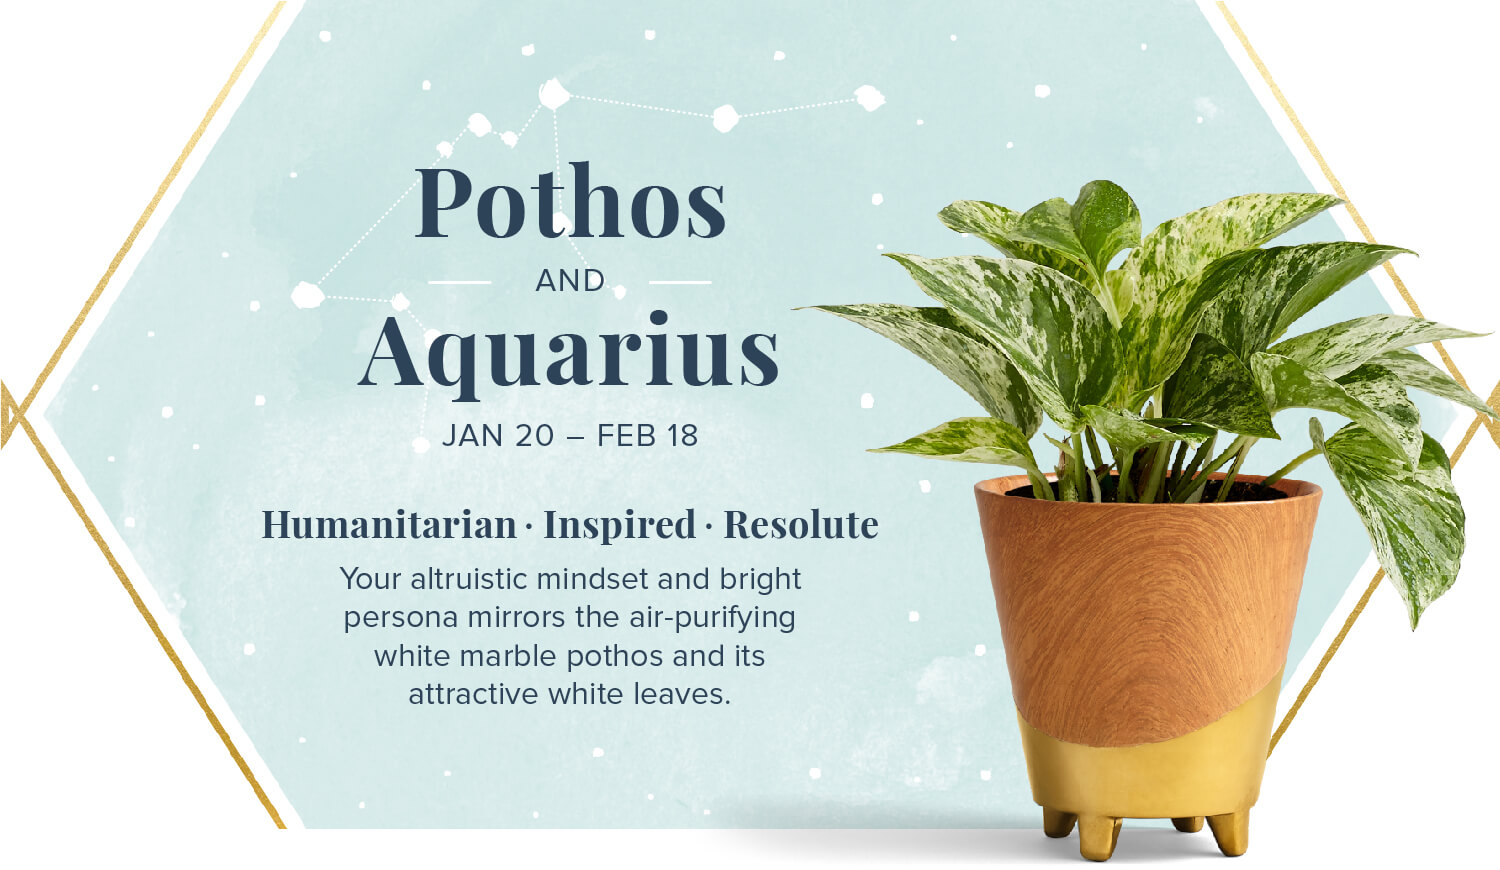 Pothos
AND
Aquarius
JAN 20 – FEB 18
Humanitarian · Inspired · Resolute
Your altruistic mindset and bright
persona mirrors the air-purifying
white marble pothos and its
attractive white leaves.